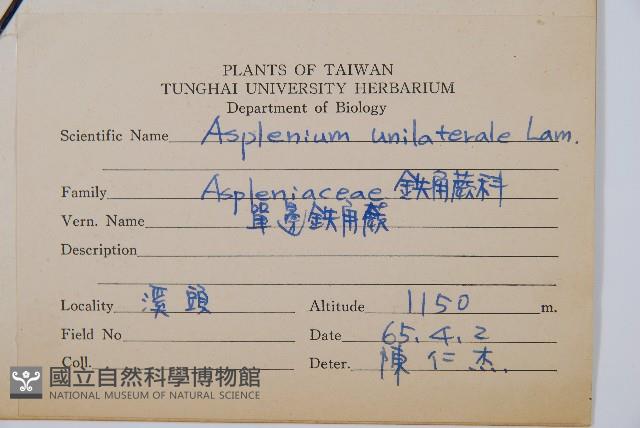 PLANTS OF TAIWAN
TUNGHAI UNIVERSITY HERBARIUM
Department of Biology
Scientific Name Asplenium unilaterale Lam.
Family Aspleniaceae 鉄角蕨科
Vern. Name 單邊鉄角蕨
Description
Locality 溪頭 Altitude 1150 m.
Field No Date 65.4.2
Coll. Deter. 陳仁杰.
國立自然科學博物館
NATIONAL MUSEUM OF NATURAL SCIENCE